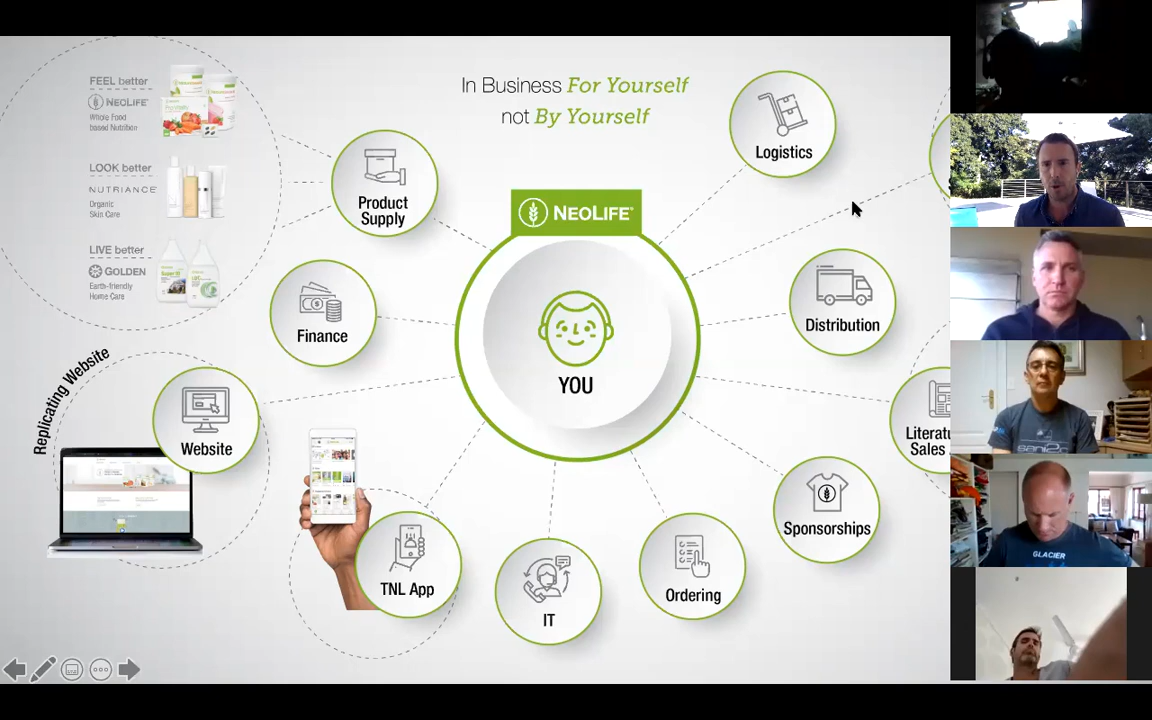 In Business For Yourself
not By Yourself
FEEL better
NEOLIFE
Whole Food
based Nutrition
LOOK better
NUTRIANCE
Organic
Skin Care
LIVE better
GOLDEN
Earth-friendly
Home Care
Product
Supply
Logistics
NEOLIFE
YOU
Finance
Distribution
Replicating Website
Website
Literatu
Sales
TNL App
IT
Ordering
Sponsorships
GLACIER